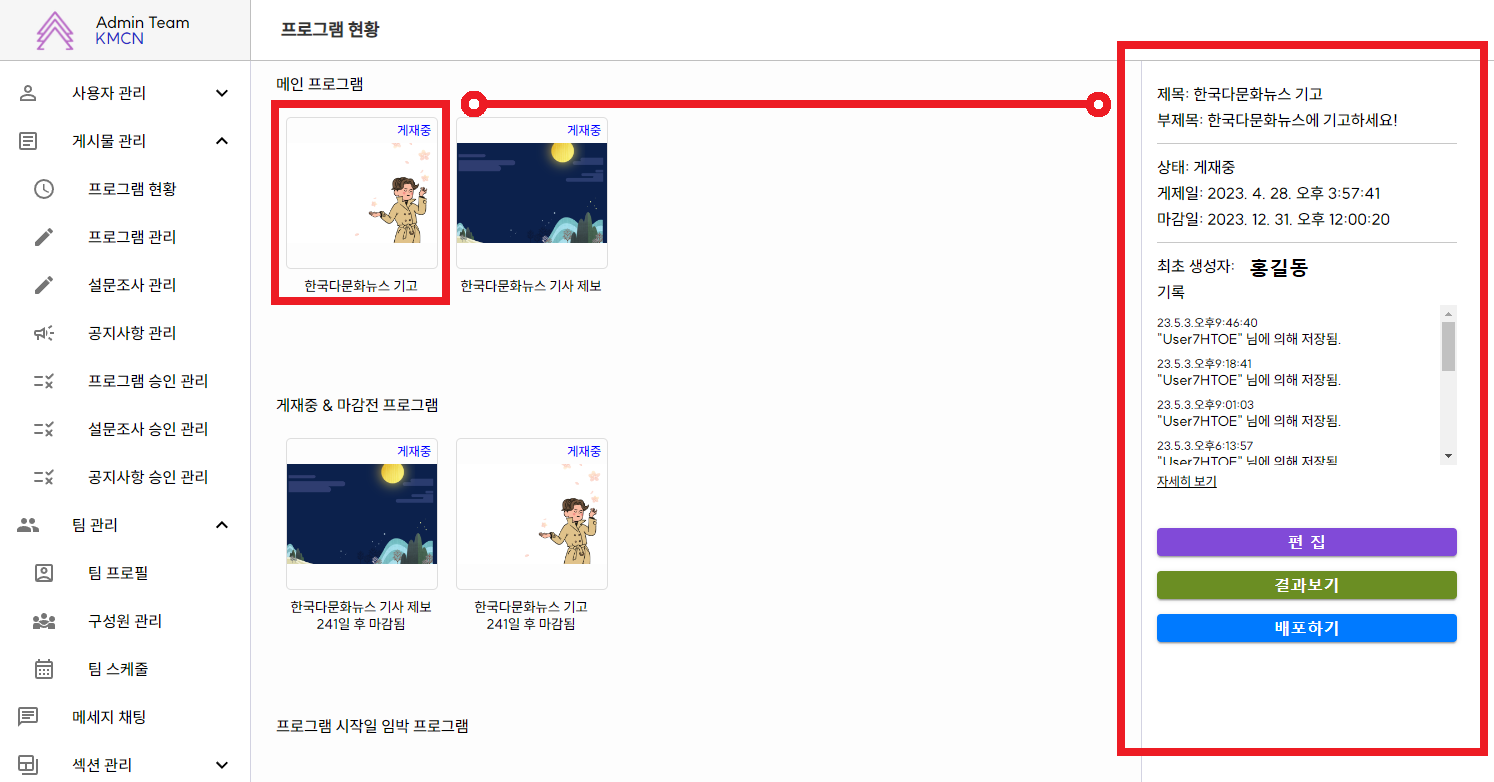 Admin Team
KMCN
사용자 관리
게시물 관리
프로그램 현황
프로그램 관리
설문조사 관리
공지사항 관리
프로그램 승인 관리
설문조사 승인 관리
공지사항 승인 관리
팀 관리
팀 프로필
구성원 관리
팀 스케줄
메세지 채팅
섹션 관리
프로그램 현황
메인 프로그램
게재중
한국다문화뉴스 기고
게재중
한국다문화뉴스 기사 제보
게재중 & 마감전 프로그램
게재중
한국다문화뉴스 기사 제보
241일 후 마감됨
게재중
한국다문화뉴스 기고
241일 후 마감됨
프로그램 시작일 임박 프로그램
제목: 한국다문화뉴스 기고
부제목: 한국다문화뉴스에 기고하세요!
상태: 게재중
게제일: 2023. 4. 28. 오후 3:57:41
마감일: 2023. 12. 31. 오후 12:00:20
최초 생성자: 홍길동
기록
23.5.3.오후9:46:40
"User7HTOE" 님에 의해 저장됨.
23.5.3.오후9:18:41
"User7HTOE" 님에 의해 저장됨.
23.5.3.오후9:01:03
"User7HTOE" 님에 의해 저장됨.
23.5.3.오후6:13:57
"User7HTOE" 님에 의해 저장됨.
자세히 보기
편 집
결과보기
배포하기